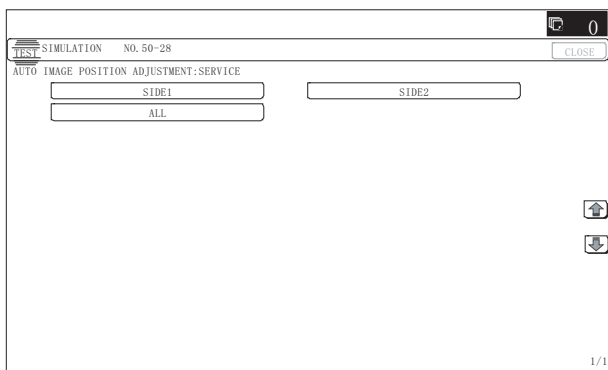 0
TEST SIMULATION NO. 50-28 CLOSE
AUTO IMAGE POSITION ADJUSTMENT:SERVICE
SIDE1 SIDE2
ALL
1/1